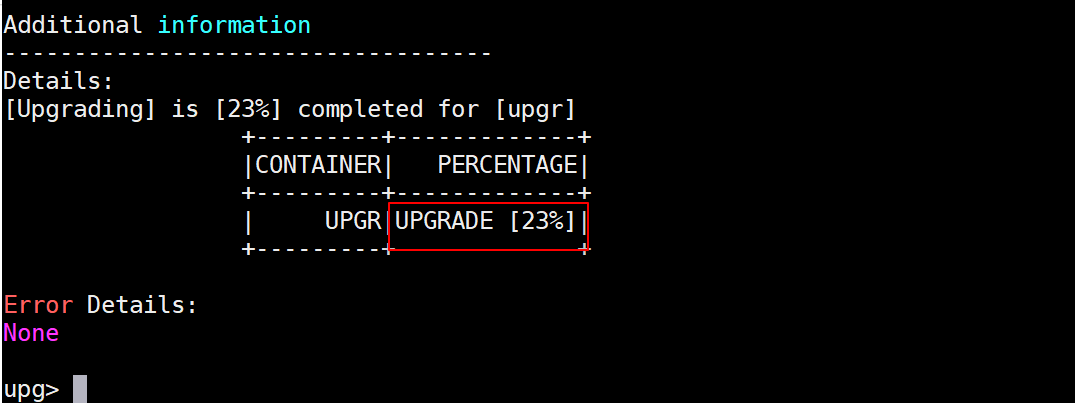 Additional information
-----------------------------------
Details:
[Upgrading] is [23%] completed for [upgr]
+---------+-------------+
|CONTAINER|   PERCENTAGE|
+---------+-------------+
|     UPGR|UPGRADE [23%]|
+---------+-------------+
Error Details:
None
upg>